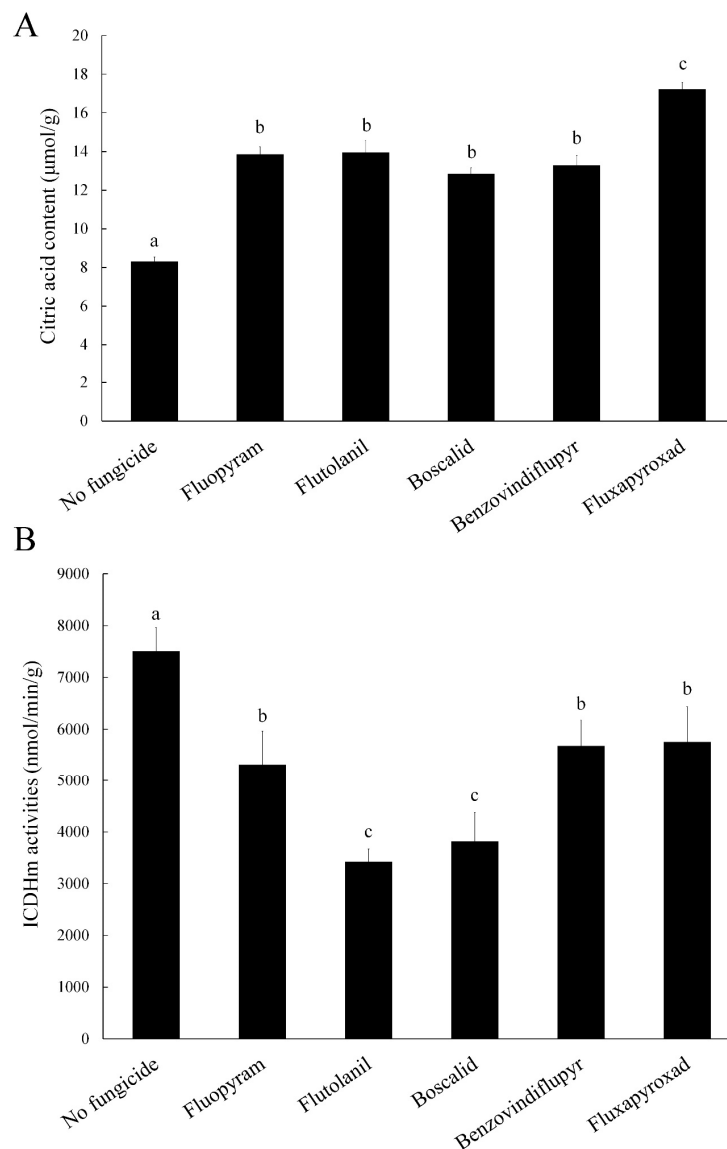 A
Citric acid content (μmol/g)
18
16
14
12
10
8
6
4
2
0
a
b
b
b
b
c
No fungicide
Fluopyram
Flutolanil
Boscalid
Benzovindiflupyr
Fluxapyroxad
B
ICDHm activities (nmol/min/g)
9000
8000
7000
6000
5000
4000
3000
2000
1000
0
a
b
c
c
b
b
No fungicide
Fluopyram
Flutolanil
Boscalid
Benzovindiflupyr
Fluxapyroxad